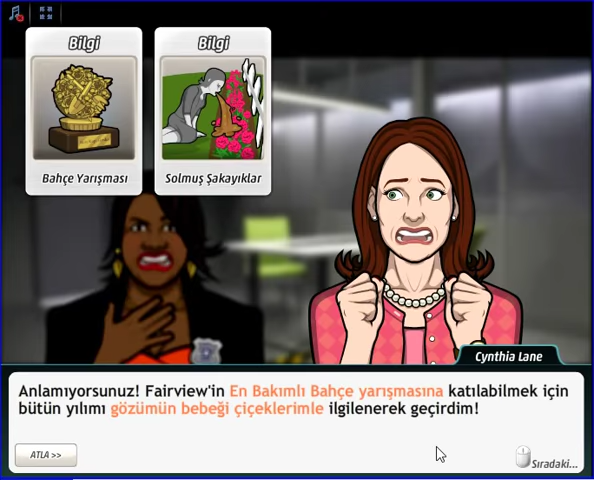 Bilgi
Bilgi
Bahçe Yarışması
Solmuş Şakayıklar
Cynthia Lane
Anlamıyorsunuz! Fairview'in En Bakımlı Bahçe yarışmasına katılabilmek için
bütün yılımı gözümün bebeği çiçeklerimle ilgilenerek geçirdim!
ATLA >>
Sıradaki...